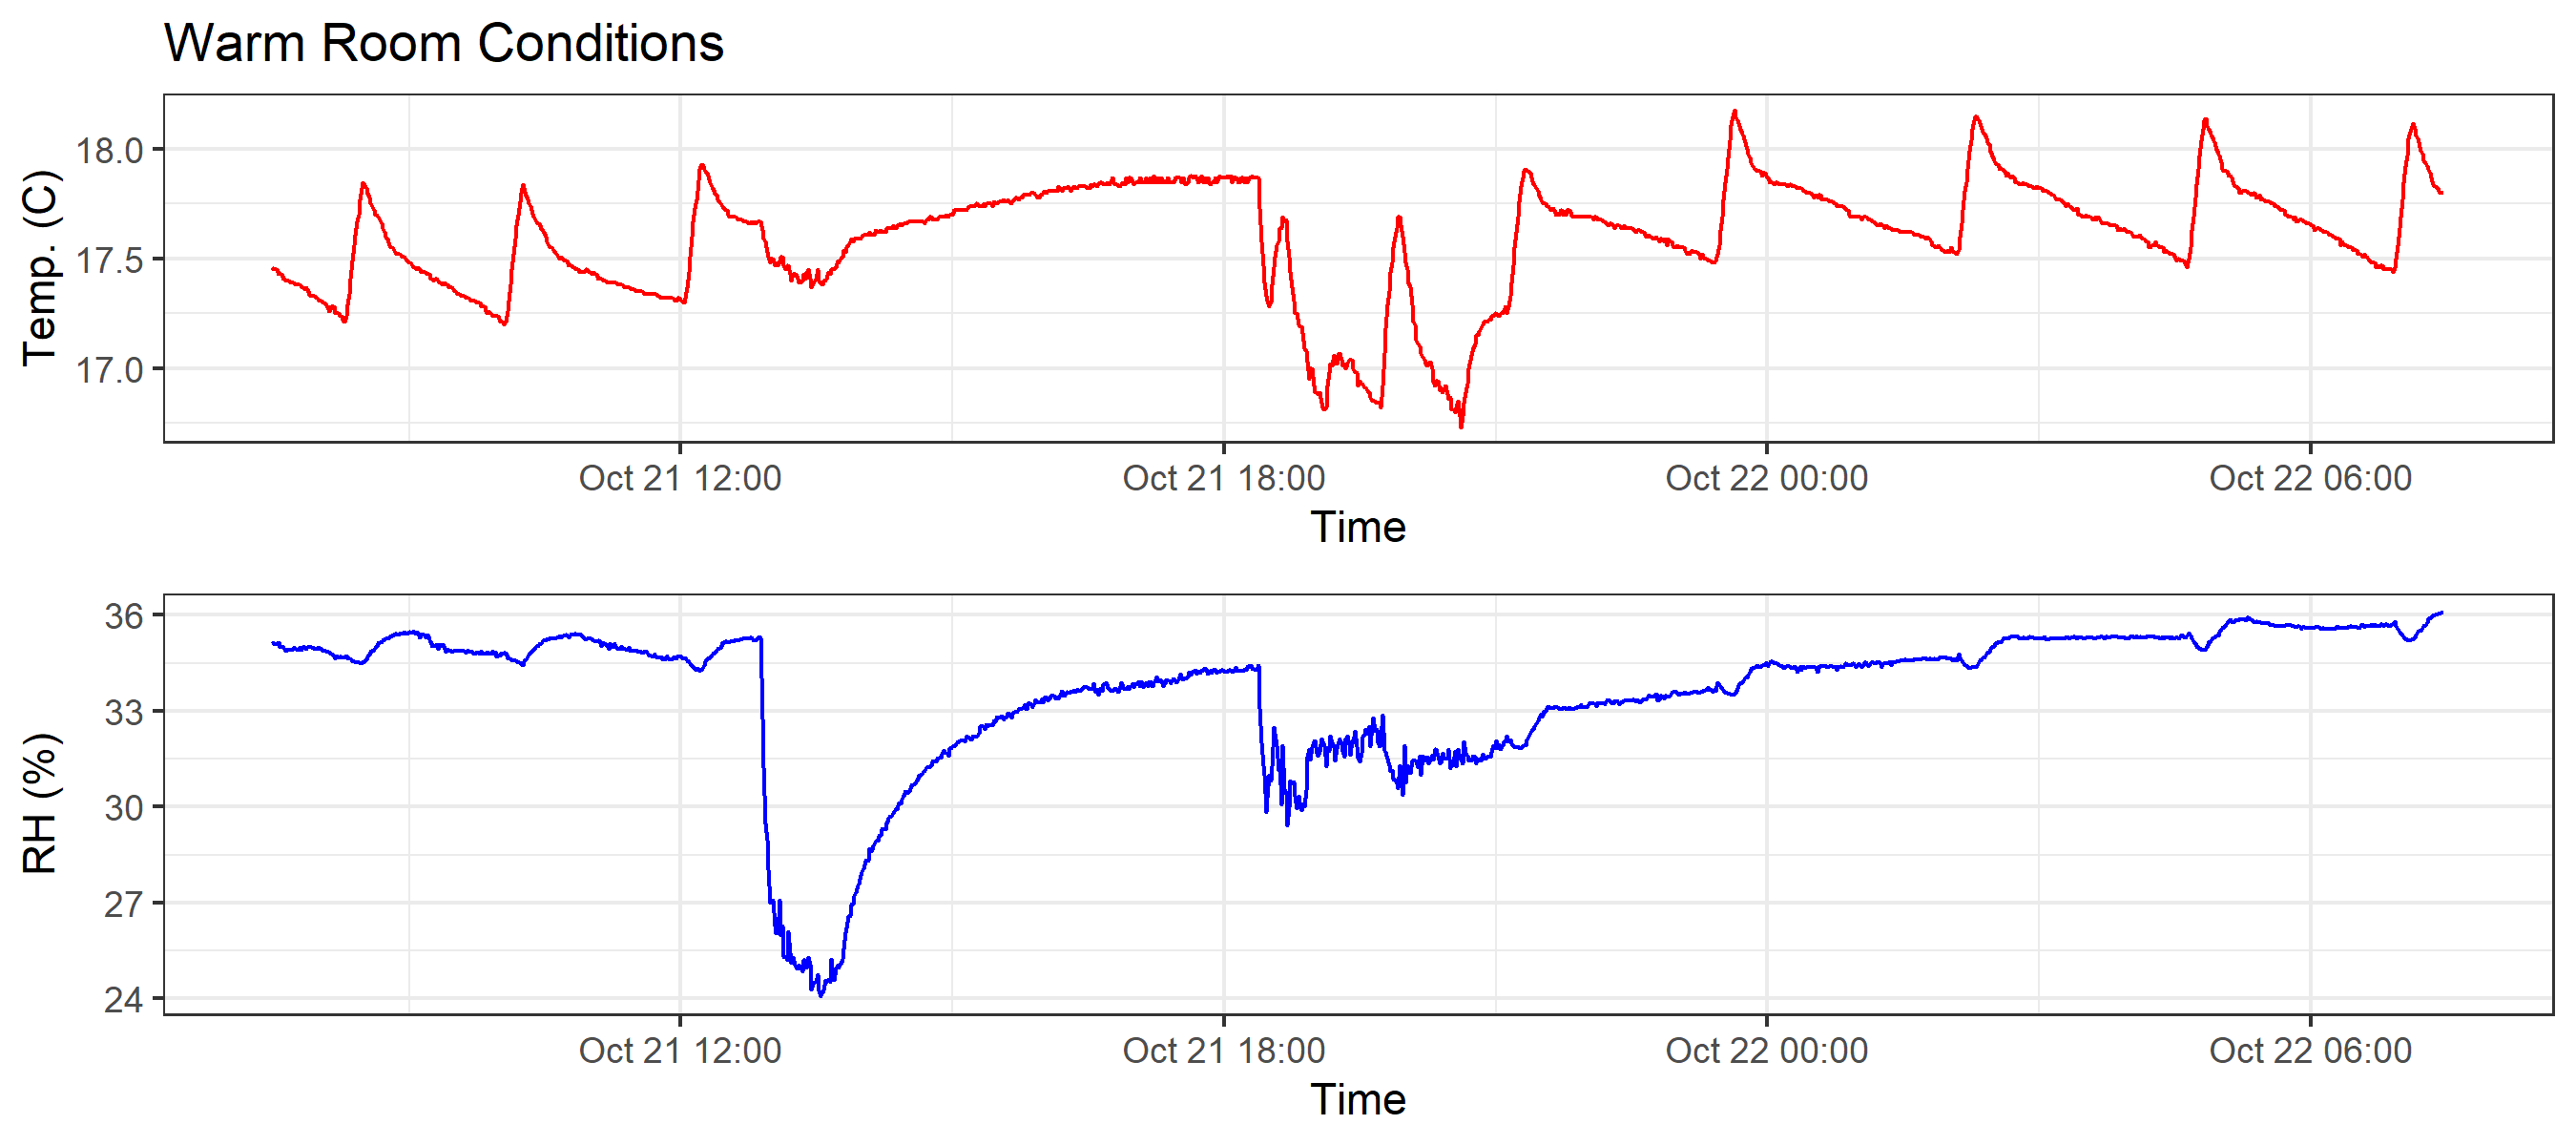 Warm Room Conditions
Temp. (C)
18.0
17.5
17.0
Oct 21 12:00 Oct 21 18:00 Oct 22 00:00 Oct 22 06:00
Time
RH (%)
36
33
30
27
24
Oct 21 12:00 Oct 21 18:00 Oct 22 00:00 Oct 22 06:00
Time